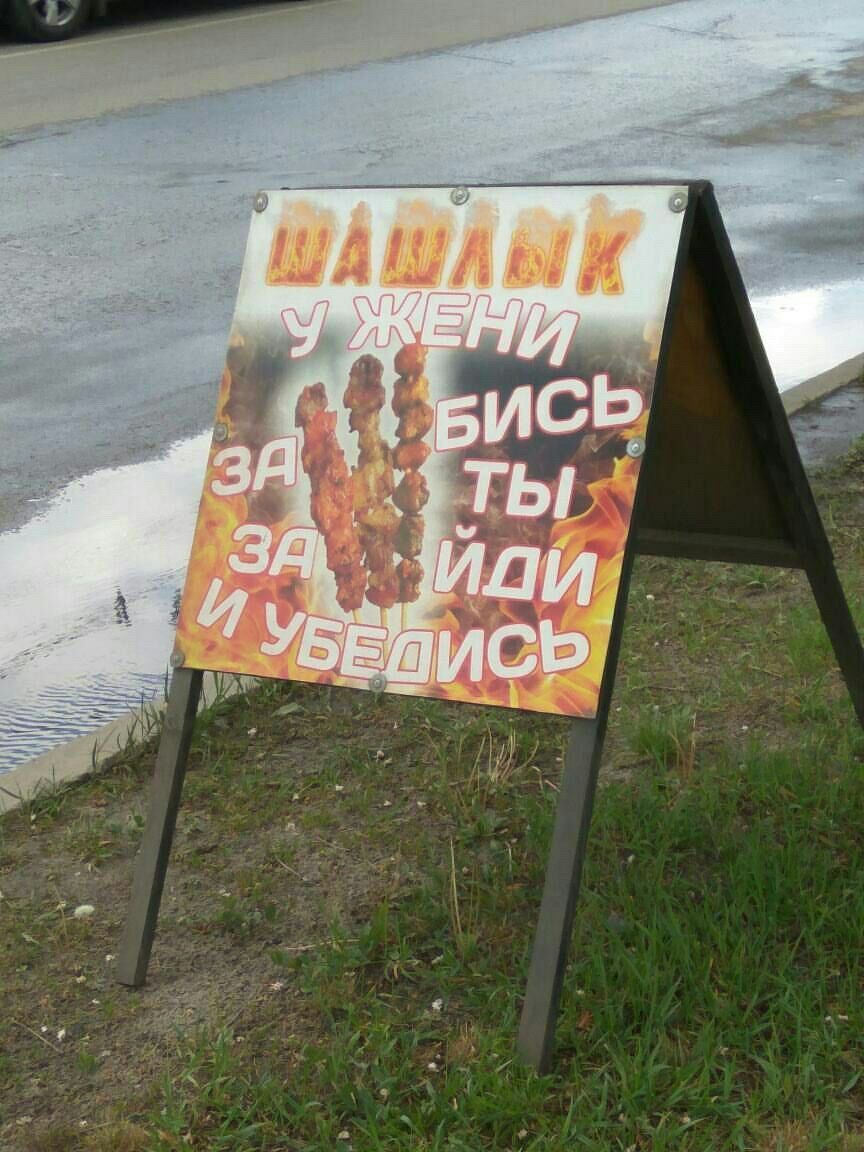 ШАШЛЫК
У ЖЕНИ
ЗА БИСЬ
ТЫ
ЗА ЙДИ
И УБЕДИСЬ